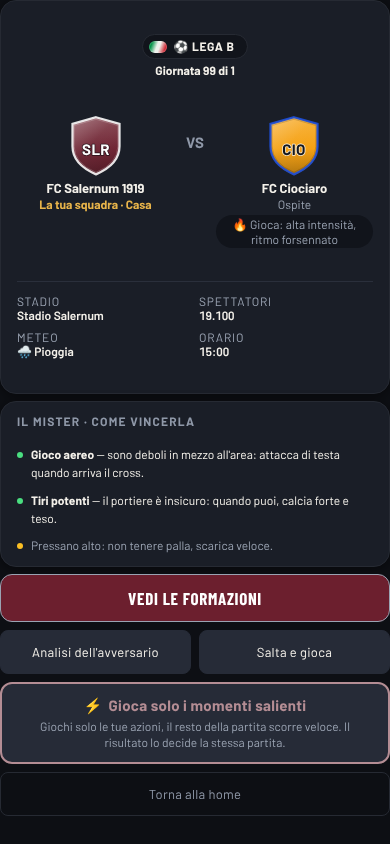 ⚽ LEGA B
Giornata 99 di 1
SLR
VS
CIO
FC Salernum 1919
FC Ciociaro
La tua squadra · Casa
Ospite
🔥 Gioca: alta intensità,
ritmo forsennato
STADIO
SPETTATORI
Stadio Salernum
19.100
METEO
ORARIO
🌧️ Pioggia
15:00
IL MISTER · COME VINCERLA
Gioco aereo — sono deboli in mezzo all'area: attacca di testa
quando arriva il cross.
Tiri potenti — il portiere è insicuro: quando puoi, calcia forte e
teso.
Pressano alto: non tenere palla, scarica veloce.
VEDI LE FORMAZIONI
Analisi dell'avversario
Salta e gioca
⚡ Gioca solo i momenti salienti
Giochi solo le tue azioni, il resto della partita scorre veloce. Il
risultato lo decide la stessa partita.
Torna alla home